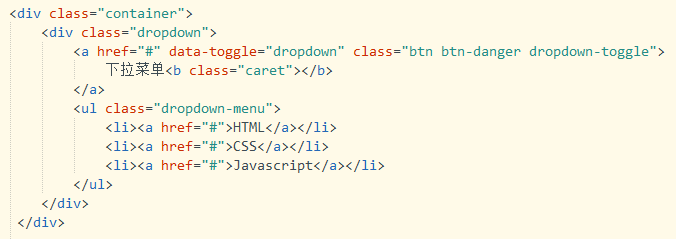 <div class="container">
<div class="dropdown">
<a href="#" data-toggle="dropdown" class="btn btn-danger dropdown-toggle">
下拉菜单<b class="caret"></b>
</a>
<ul class="dropdown-menu">
<li><a href="#">HTML</a></li>
<li><a href="#">CSS</a></li>
<li><a href="#">Javascript</a></li>
</ul>
</div>
</div>